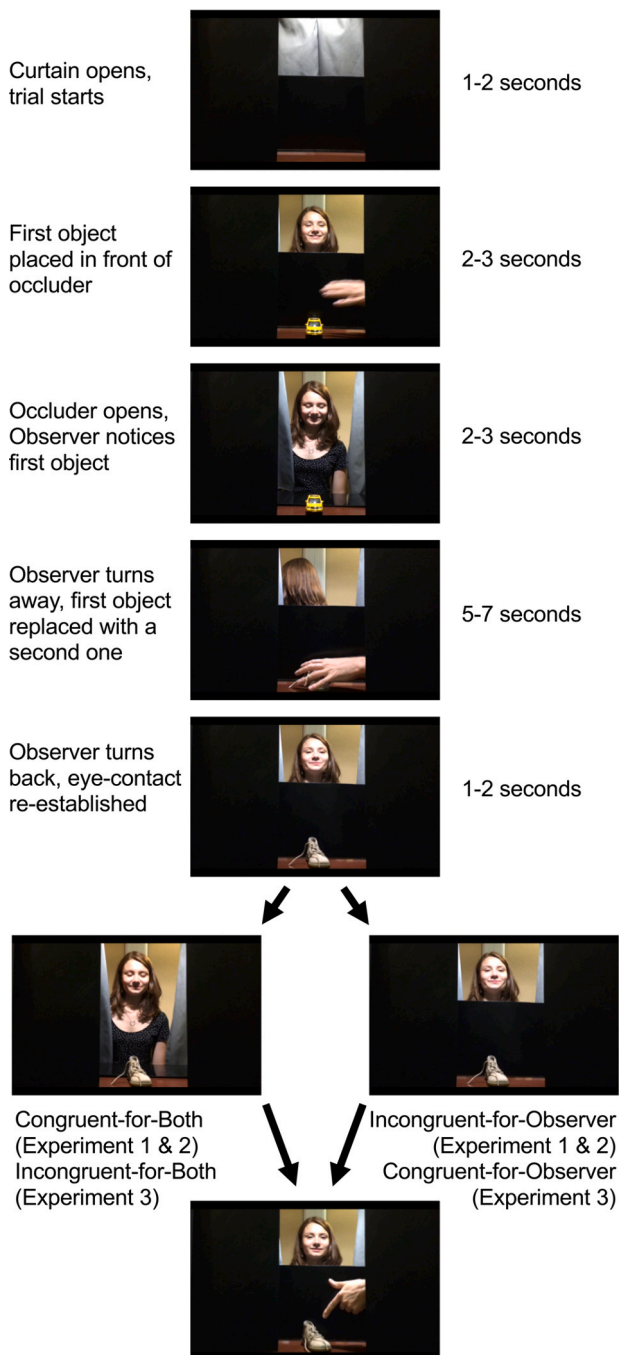 Curtain opens,
trial starts
1-2 seconds
First object
placed in front of
occluder
2-3 seconds
Occluder opens,
Observer notices
first object
2-3 seconds
Observer turns
away, first object
replaced with a
second one
5-7 seconds
Observer turns
back, eye-contact
re-established
1-2 seconds
Congruent-for-Both
(Experiment 1 & 2)
Incongruent-for-Both
(Experiment 3)
Incongruent-for-Observer
(Experiment 1 & 2)
Congruent-for-Observer
(Experiment 3)